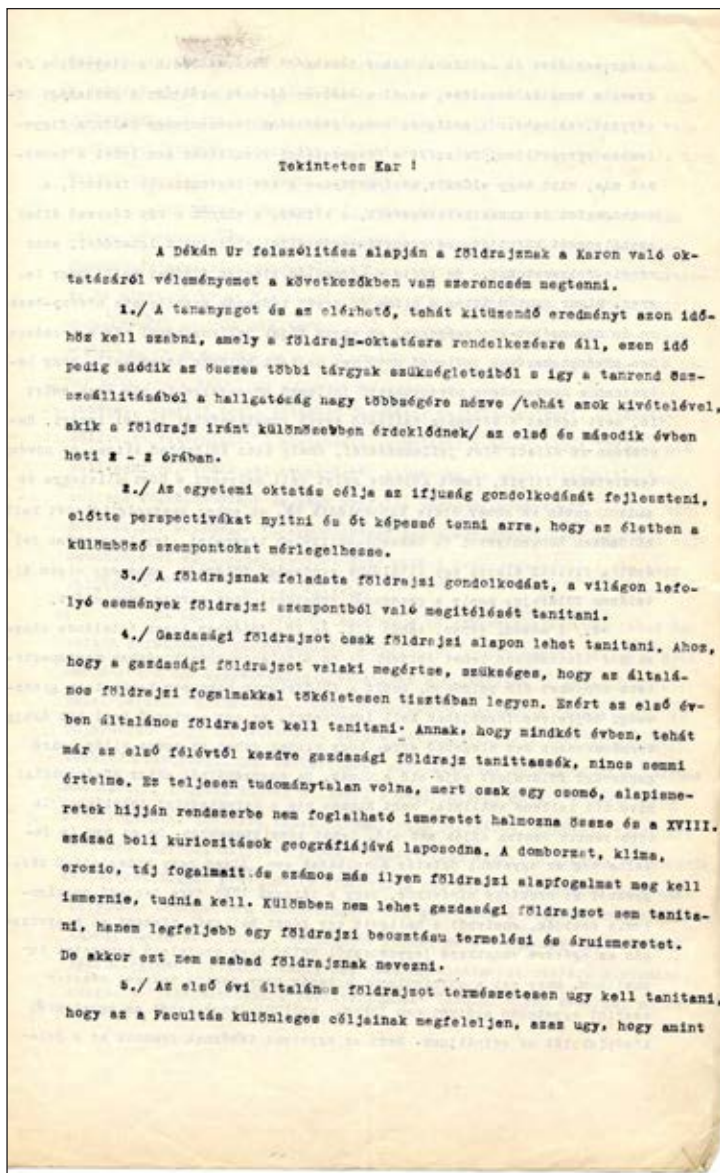 Tekintetes Kar !
A Dékán Ur felszólitása alapján a földrajznak a Karon való ok-
tatásáról véleményemet a következőkben van szerencsém megtenni.
1./ A tananyagot és az elérhető, tehát kitüzendő eredményt azon idő-
höz kell szabni, amely a földrajz-oktatásra rendelkezésre áll, ezen idő
pedig adódik az összes többi tárgyak szükségleteiből s igy a tanrend ösz-
szeállitásából a hallgatóság nagy többségére nézve /tehát azok kivételével,
akik a földrajz iránt különösebben érdeklődnek/ az első és második évben
heti 2 - 2 órában.
2./ Az egyetemi oktatás célja az ifjuság gondolkodását fejleszteni,
előtte perspektivákat nyitni és őt képessé tenni arra, hogy az életben a
külömböző szempontokat mérlegelhesse.
3./ A földrajznak feladata földrajzi gondolkodást, a világon lefo-
lyó események földrajzi szempontból való megitélését tanitani.
4./ Gazdasági földrajzot csak földrajzi alapon lehet tanitani. Ahoz,
hogy a gazdasági földrajzot valaki megértse, szükséges, hogy az általá-
nos földrajzi fogalmakkal tökéletesen tisztában legyen. Ezért az első év-
ben általános földrajzot kell tanitani. Annak, hogy mindkét évben, tehát
már az első félévtől kezdve gazdasági földrajz tanittassék, nincs semmi
értelme. Ez teljesen tudománytalan volna, mert csak egy csomó, alapisme-
retek hijján rendszerbe nem foglalható ismeretet halmozna össze és a XVIII.
század beli kuriozitások geográfiájává laposodna. A domborzat, klima,
erozio, táj fogalmait és számos más ilyen földrajzi alapfogalmat meg kell
ismernie, tudnia kell. Külömben nem lehet gazdasági földrajzot sem tanita-
ni, hanem legfeljebb egy földrajzi beosztásu termelési és áruismeretet.
De akkor ezt nem szabad földrajznak nevezni.
5./ Az első évi általános földrajzot természetesen ugy kell tanitani,
hogy az a Facultás különleges céljainak megfeleljen, azaz ugy, hogy amint